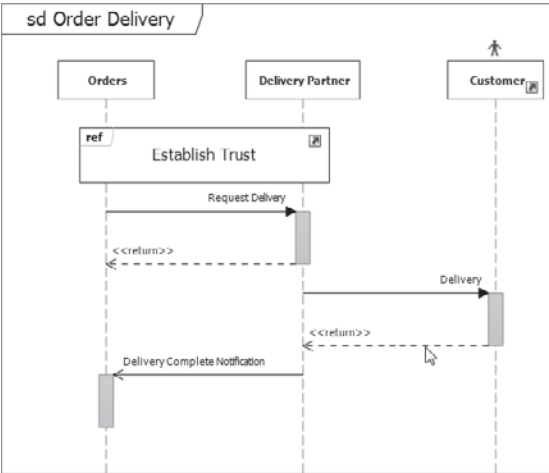 sd Order Delivery
Orders
Delivery Partner
Customer
ref
Establish Trust
Request Delivery
<<return>>
Delivery
<<return>>
Delivery Complete Notification